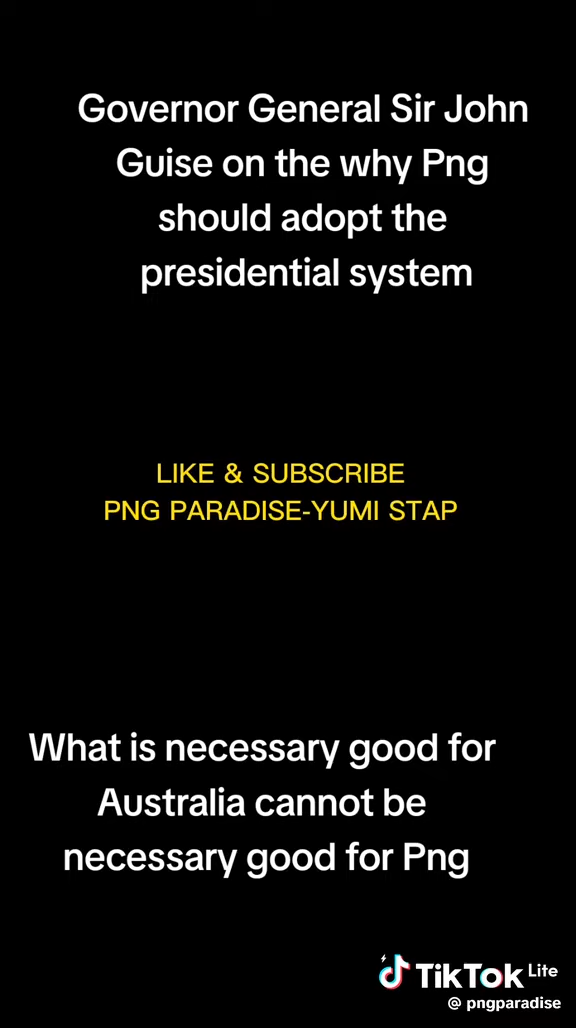 Governor General Sir John
Guise on the why Png
should adopt the
presidential system
LIKE & SUBSCRIBE
PNG PARADISE-YUMI STAP
What is necessary good for
Australia cannot be
necessary good for Png
TikTok Lite
@ pngparadise